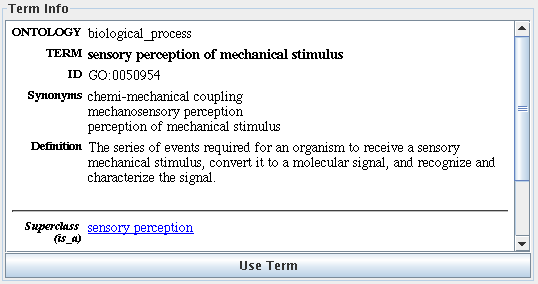 Term Info
ONTOLOGY biological_process
TERM sensory perception of mechanical stimulus
ID GO:0050954
Synonyms chemi-mechanical coupling
mechanosensory perception
perception of mechanical stimulus
Definition The series of events required for an organism to receive a sensory
mechanical stimulus, convert it to a molecular signal, and recognize and
characterize the signal.
Superclass sensory perception
(is_a)
Use Term